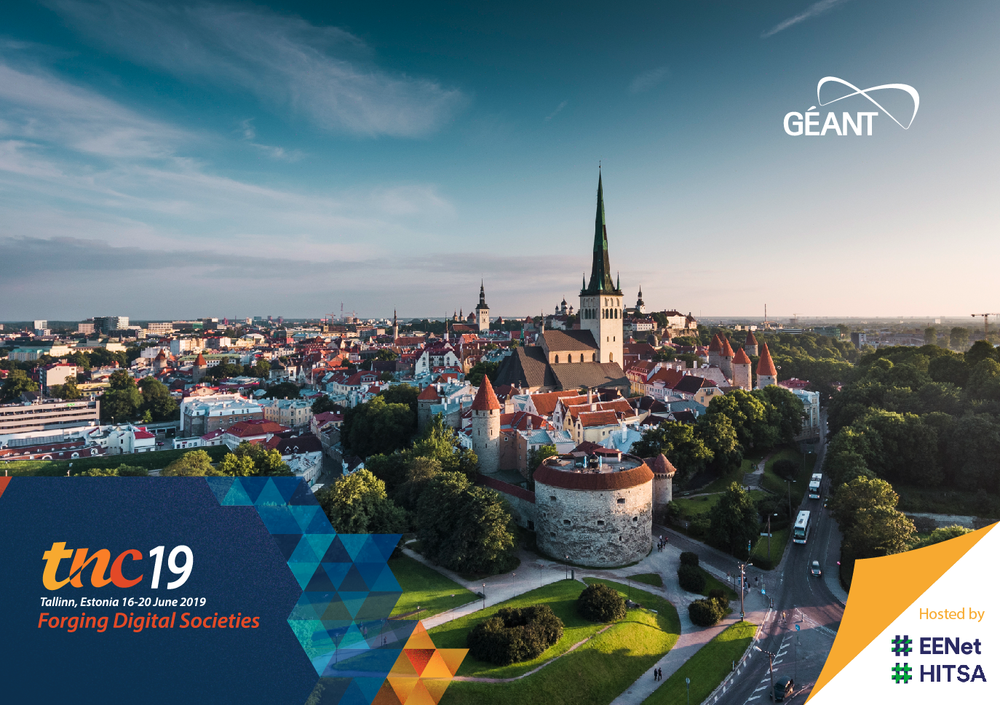 GÉANT
tnc19
Tallinn, Estonia 16-20 June 2019
Forging Digital Societies
Hosted by
# EENet
# HITSA